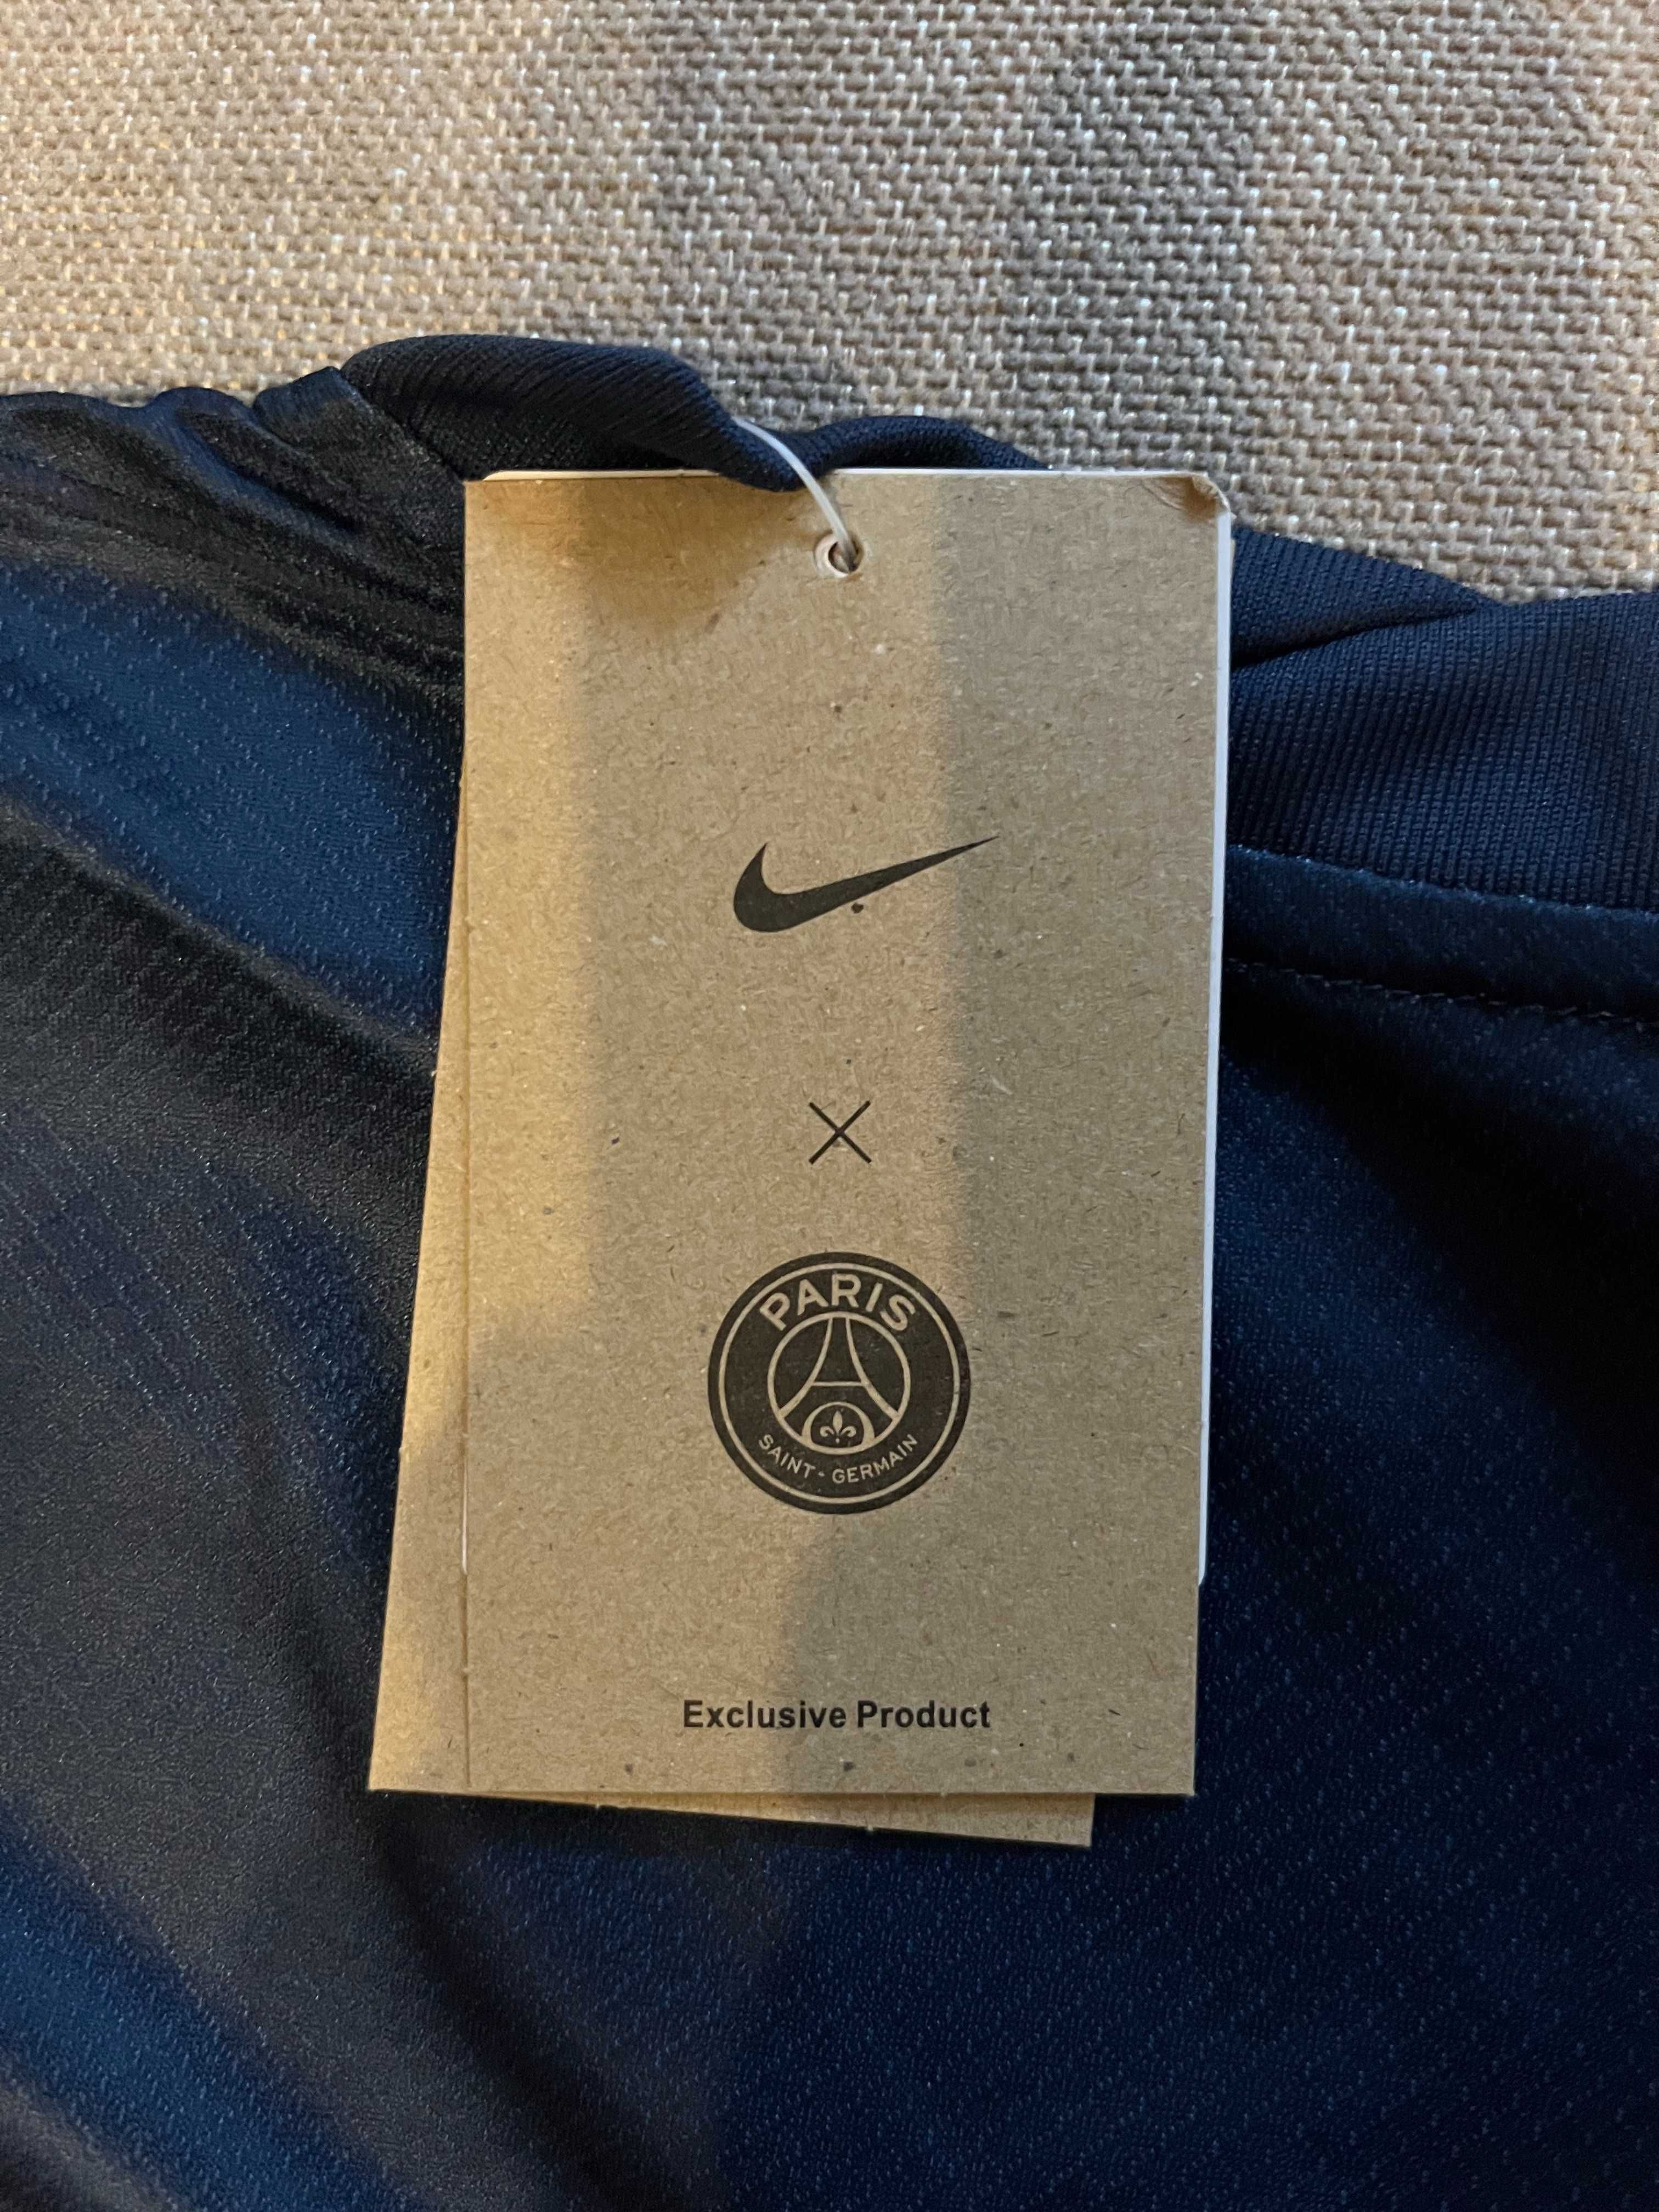 ×
PARIS
SAINT-GERMAIN
Exclusive Product